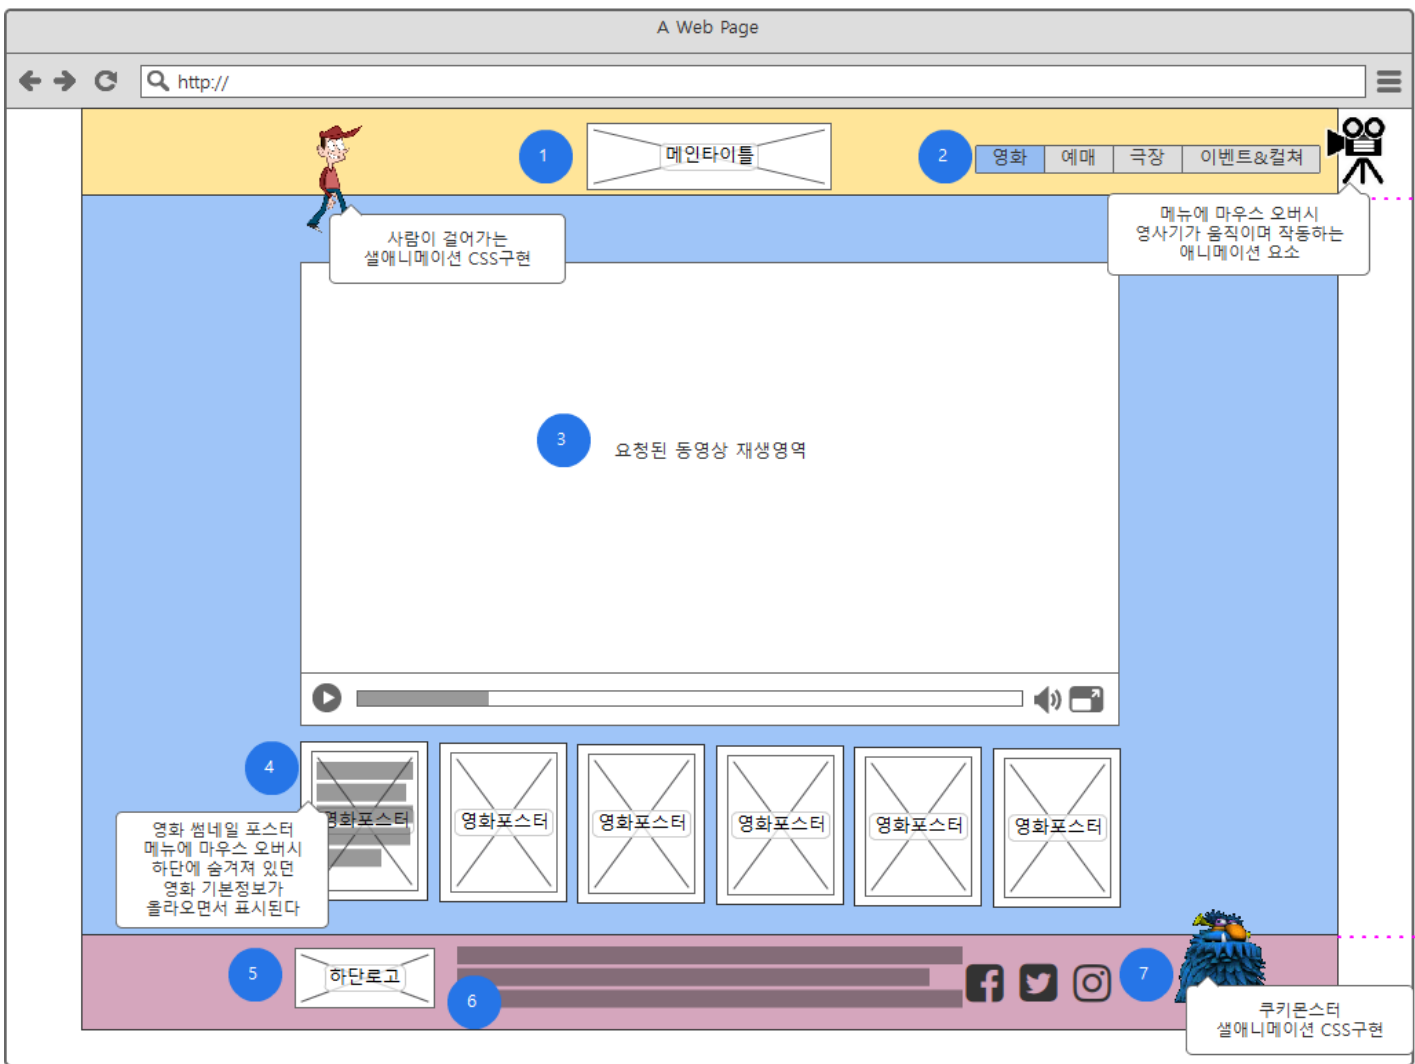 A Web Page
http://
1
메인타이틀
2
영화
예매
극장
이벤트&컬쳐
사람이 걸어가는
샐애니메이션 CSS구현
메뉴에 마우스 오버시
영사기가 움직이며 작동하는
애니메이션 요소
3
요청된 동영상 재생영역
4
영화포스터
영화포스터
영화포스터
영화포스터
영화포스터
영화포스터
영화 썸네일 포스터
메뉴에 마우스 오버시
하단에 숨겨져 있던
영화 기본정보가
올라오면서 표시된다
5
하단로고
6
7
쿠키몬스터
샐애니메이션 CSS구현